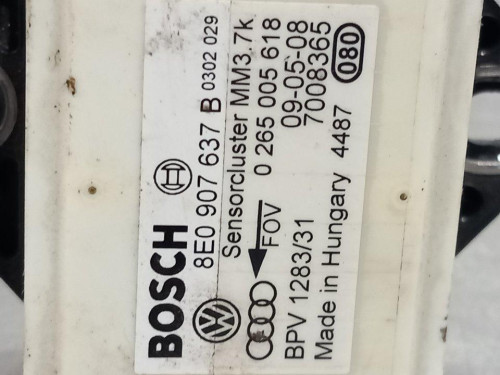 BOSCH 8E0 907 637 B 0302 029
Sensorcluster MM3.7k
FOV 0 265 005 618
BPV 1283/31 09-05-08
7008365
Made in Hungary 4487 080